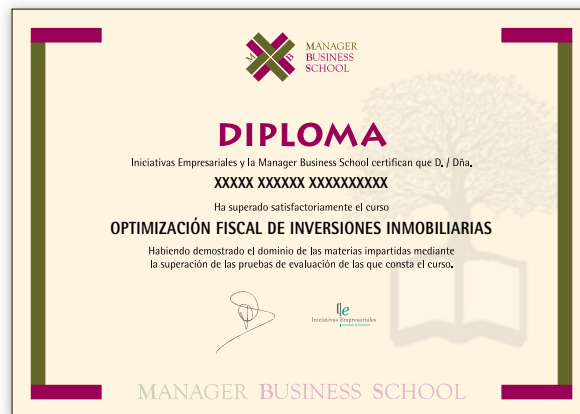 M B
MANAGER
BUSINESS
SCHOOL
DIPLOMA
Iniciativas Empresariales y la Manager Business School certifican que D. / Dña.
XXXXX XXXXXX XXXXXXXXXX
Ha superado satisfactoriamente el curso
OPTIMIZACIÓN FISCAL DE INVERSIONES INMOBILIARIAS
Habiendo demostrado el dominio de las materias impartidas mediante
la superación de las pruebas de evaluación de las que consta el curso.
Iniciativas Empresariales
MANAGER BUSINESS SCHOOL